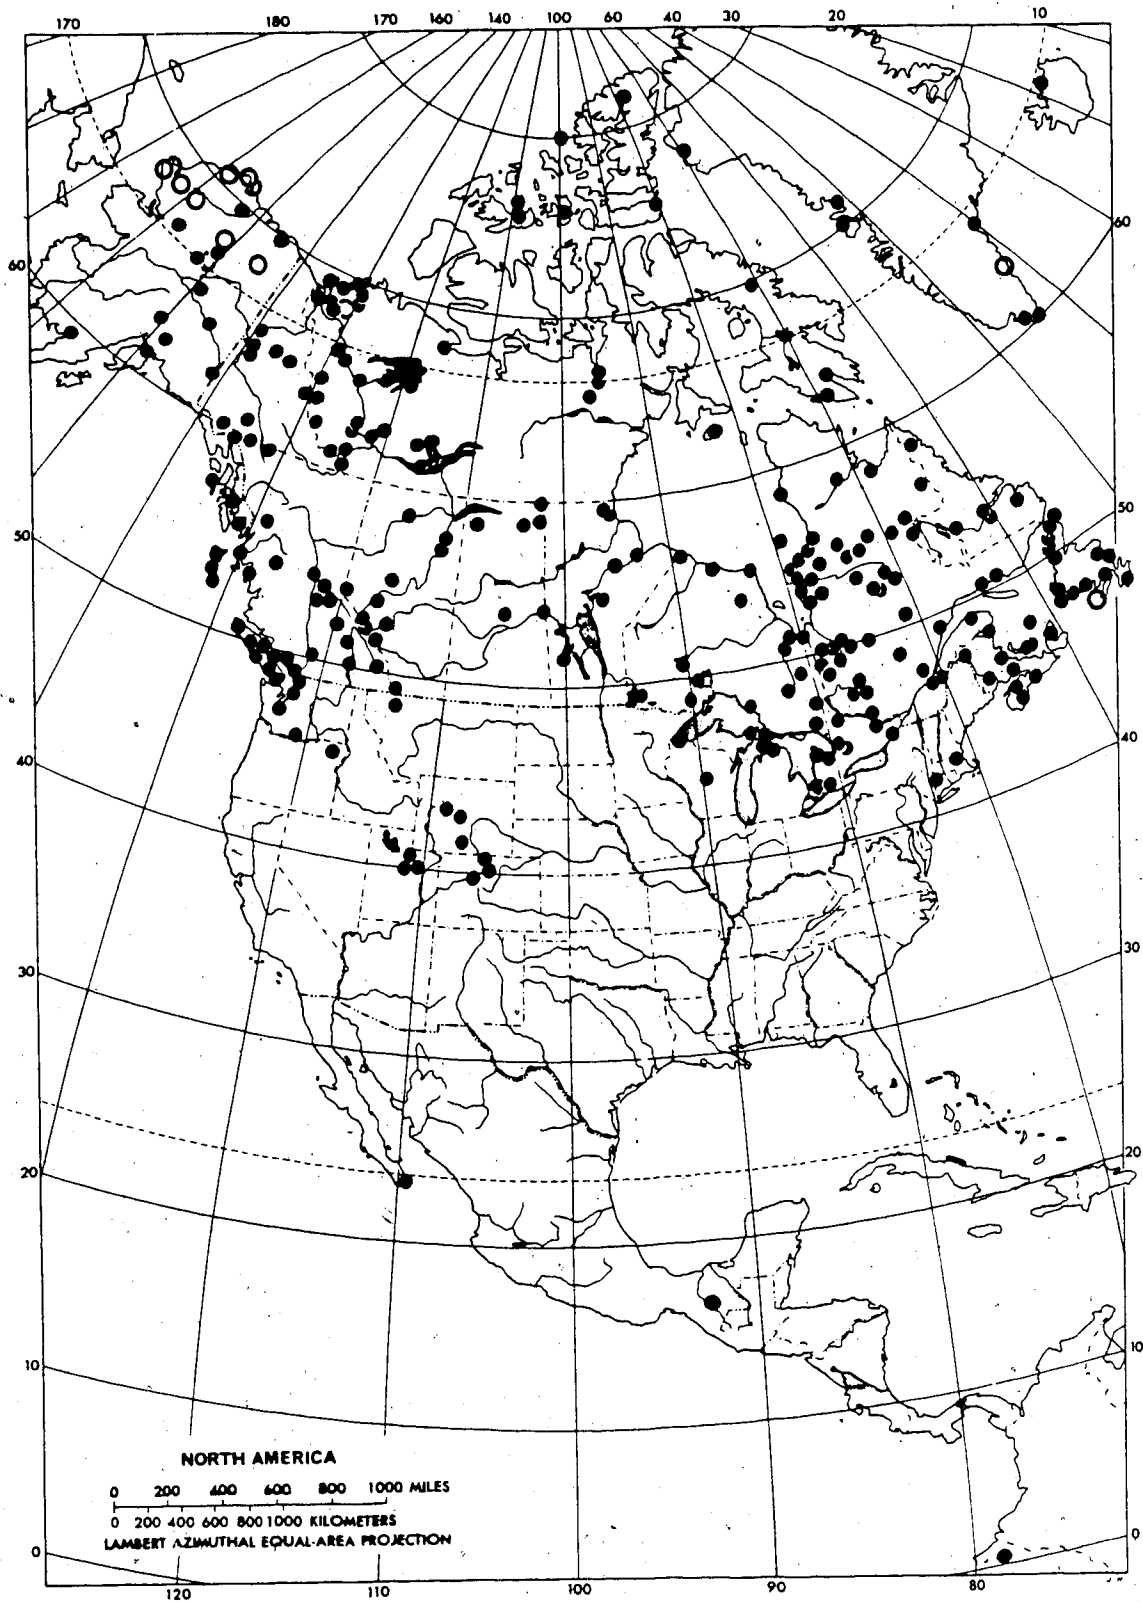 170 180 170 160 140 100 60 40 30 20 10
60 60
50 50
40 40
30 30
20 20
10 10
0 0
120 110 100 90 80
NORTH AMERICA
0 200 400 600 800 1000 MILES
0 200 400 600 800 1000 KILOMETERS
LAMBERT AZIMUTHAL EQUAL-AREA PROJECTION